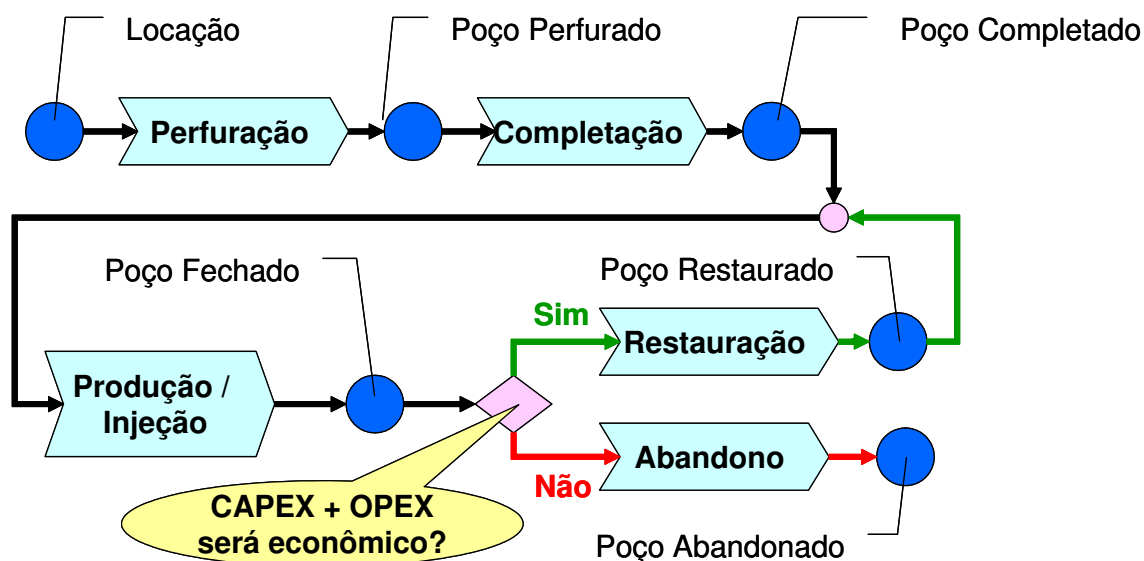 Locação
Poço Perfurado
Poço Completado
Perfuração
Completação
Poço Fechado
Poço Restaurado
Sim
Restauração
Produção /
Injeção
Não
Abandono
CAPEX + OPEX
será econômico?
Poço Abandonado